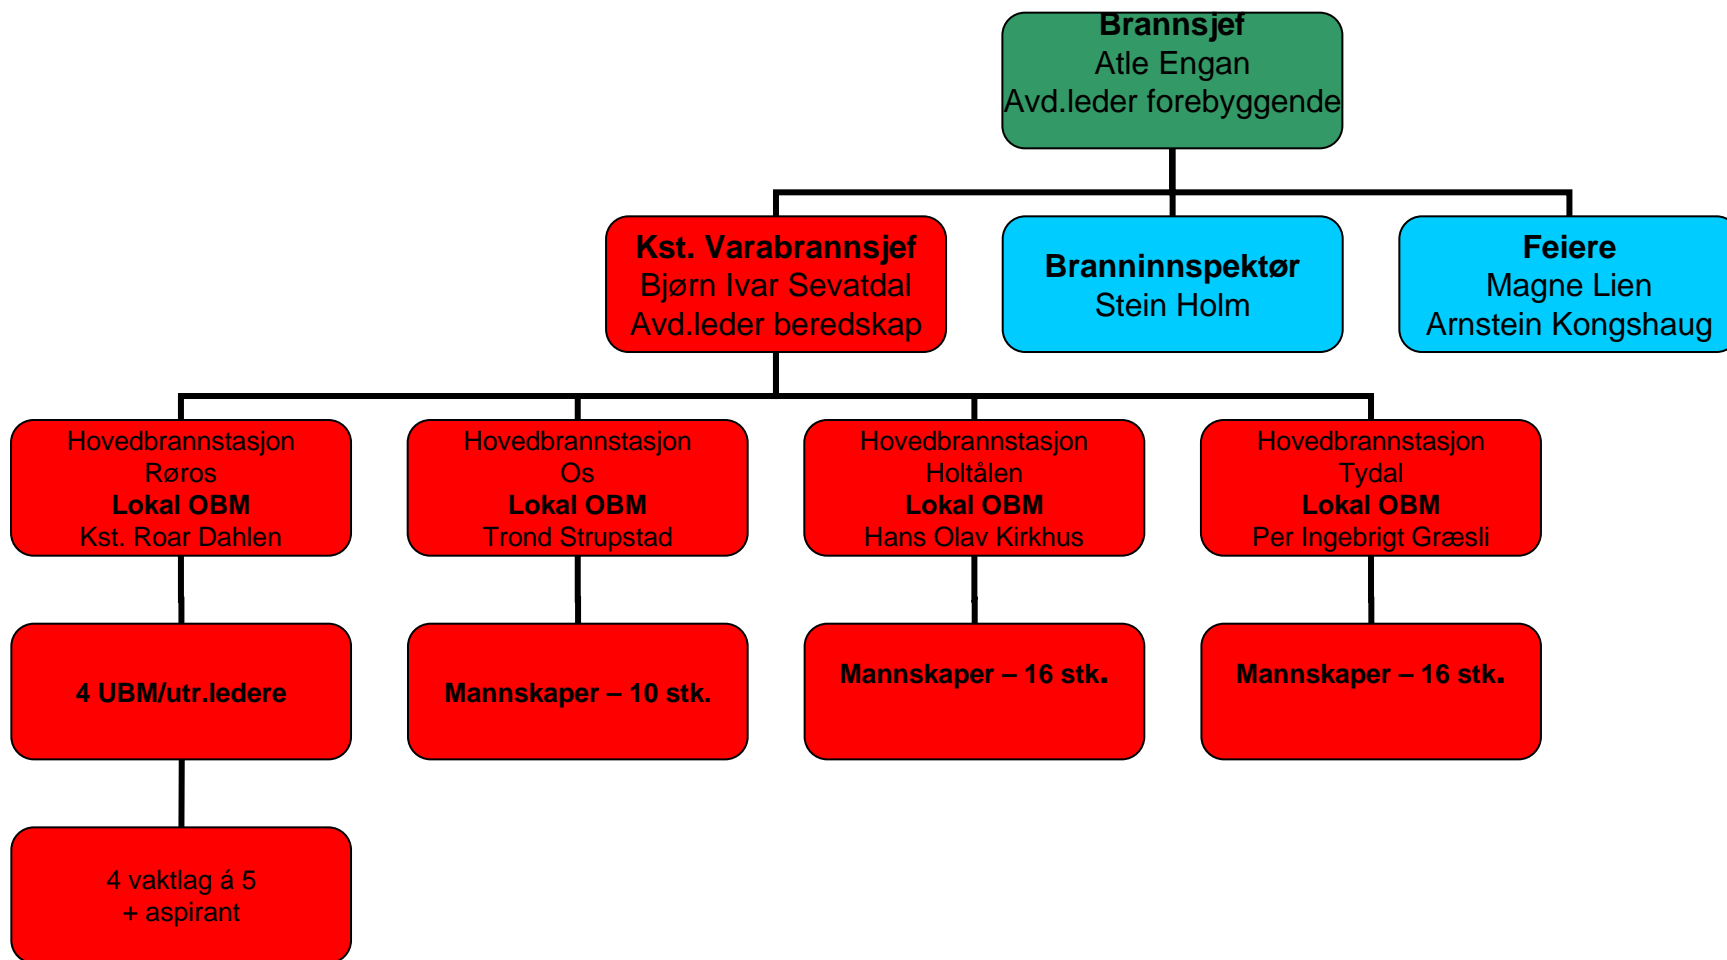 Brannsjef
Atle Engan
Avd.leder forebyggende
Kst. Varabrannsjef
Bjørn Ivar Sevatdal
Avd.leder beredskap
Branninnspektør
Stein Holm
Feiere
Magne Lien
Arnstein Kongshaug
Hovedbrannstasjon
Røros
Lokal OBM
Kst. Roar Dahlen
Hovedbrannstasjon
Os
Lokal OBM
Trond Strupstad
Hovedbrannstasjon
Holtålen
Lokal OBM
Hans Olav Kirkhus
Hovedbrannstasjon
Tydal
Lokal OBM
Per Ingebrigt Græsli
4 UBM/utr.ledere
Mannskaper – 10 stk.
Mannskaper – 16 stk.
Mannskaper – 16 stk.
4 vaktlag á 5
+ aspirant